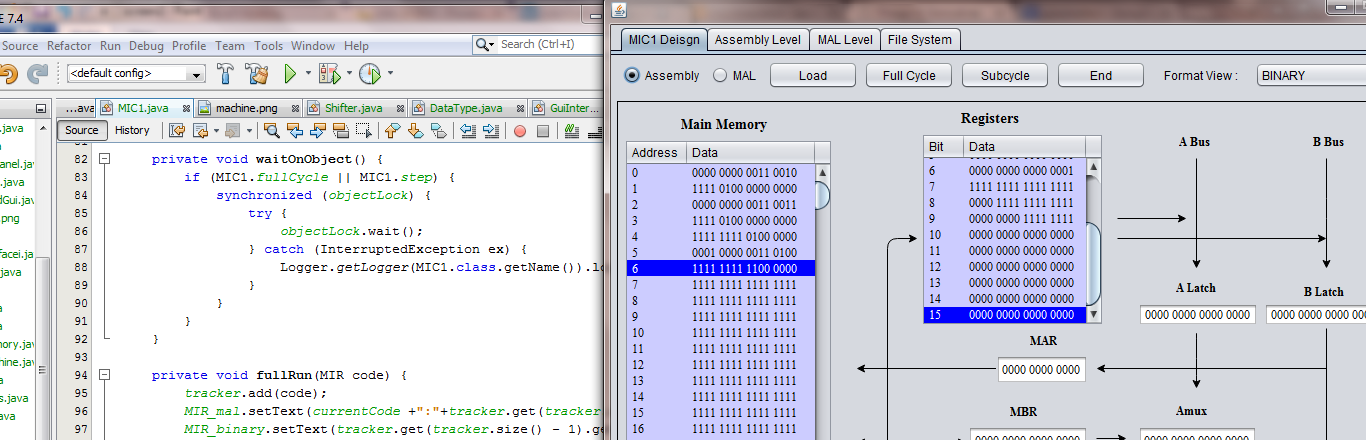 E 7.4
Source Refactor Run Debug Profile Team Tools Window Help
Search (Ctrl+I)
<default config>
...ava MIC1.java machine.png Shifter.java DataType.java GuiInter...
Source History
.java
a
anel.java
.java
dGui.java
.png
facei.java
.java
a
a
mory.java
chine.java
a
s.java
ava
81
82 private void waitOnObject() {
83 if (MIC1.fullCycle || MIC1.step) {
84 synchronized (objectLock) {
85 try {
86 objectLock.wait();
87 } catch (InterruptedException ex) {
88 Logger.getLogger(MIC1.class.getName()).lo
89 }
90 }
91 }
92 }
93
94 private void fullRun(MIR code) {
95 tracker.add(code);
96 MIR_mal.setText(currentCode +":"+tracker.get(tracker
97 MIR_binary.setText(tracker.get(tracker.size() - 1).ge
MIC1 Deisgn Assembly Level MAL Level File System
Assembly MAL Load Full Cycle Subcycle End Format View : BINARY
Main Memory
Address Data
0 0000 0000 0011 0010
1 1111 0100 0000 0000
2 0000 0000 0011 0011
3 1111 0100 0000 0000
4 1111 1111 0100 0000
5 0001 0000 0011 0100
6 1111 1111 1100 0000
7 1111 1111 1111 1111
8 1111 1111 1111 1111
9 1111 1111 1111 1111
10 1111 1111 1111 1111
11 1111 1111 1111 1111
12 1111 1111 1111 1111
13 1111 1111 1111 1111
14 1111 1111 1111 1111
15 1111 1111 1111 1111
16 1111 1111 1111 1111
Registers
Bit Data
6 0000 0000 0000 0001
7 1111 1111 1111 1111
8 0000 1111 1111 1111
9 0000 0000 1111 1111
10 0000 0000 0000 0000
11 0000 0000 0000 0000
12 0000 0000 0000 0000
13 0000 0000 0000 0000
14 0000 0000 0000 0000
15 0000 0000 0000 0000
A Bus
B Bus
A Latch
0000 0000 0000 0000
B Latch
0000 0000 0000 0000
MAR
0000 0000 0000
MBR
0000 0000 0000 0000
Amux
0000 0000 0000 0000